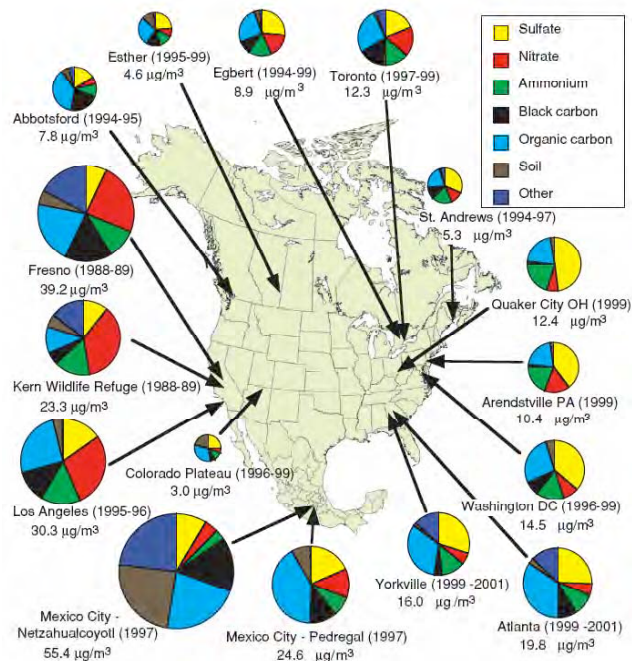 Esther (1995-99)
4.6 µg/m3
Egbert (1994-99)
8.9 µg/m³
Toronto (1997-99)
12.3 µg/m³
Sulfate
Nitrate
Ammonium
Black carbon
Organic carbon
Soil
Other
Abbotsford (1994-95)
7.8 µg/m³
St. Andrews (1994-97)
5.3 µg/m³
Fresno (1988-89)
39.2 µg/m³
Quaker City OH (1999)
12.4 µg/m³
Kern Wildlife Refuge (1988-89)
23.3 µg/m³
Arendstville PA (1999)
10.4 µg/m³
Colorado Plateau (1996-99)
3.0 µg/m³
Los Angeles (1995-96)
30.3 µg/m³
Washington DC (1996-99)
14.5 µg/m³
Yorkville (1999 -2001)
16.0 µg/m³
Atlanta (1999 -2001)
19.8 µg/m³
Mexico City -
Netzahualcoyotl (1997)
55.4 µg/m³
Mexico City - Pedregal (1997)
24.6 µg/m³